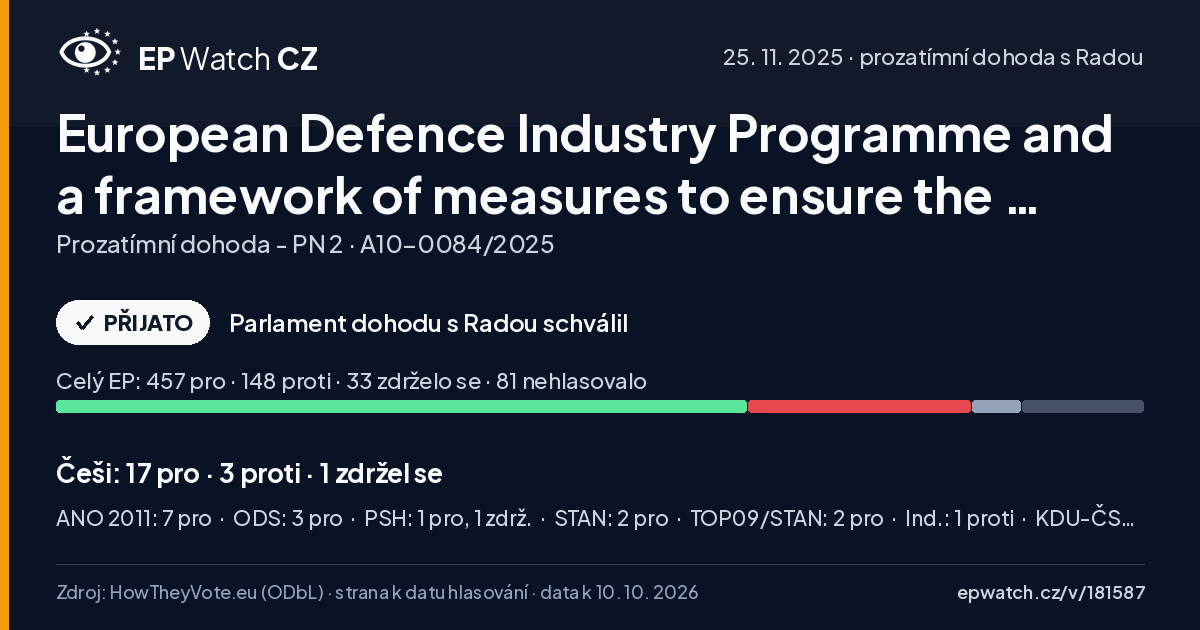 EP Watch CZ
25. 11. 2025 · prozatímní dohoda s Radou
European Defence Industry Programme and
a framework of measures to ensure the …
Prozatímní dohoda – PN 2 · A10–0084/2025
✓ PŘIJATO Parlament dohodu s Radou schválil
Celý EP: 457 pro · 148 proti · 33 zdrželo se · 81 nehlasovalo
Češi: 17 pro · 3 proti · 1 zdržel se
ANO 2011: 7 pro · ODS: 3 pro · PSH: 1 pro, 1 zdrž. · STAN: 2 pro · TOP09/STAN: 2 pro · Ind.: 1 proti · KDU-ČS…
Zdroj: HowTheyVote.eu (ODbL) · strana k datu hlasování · data k 10. 10. 2026
epwatch.cz/v/181587